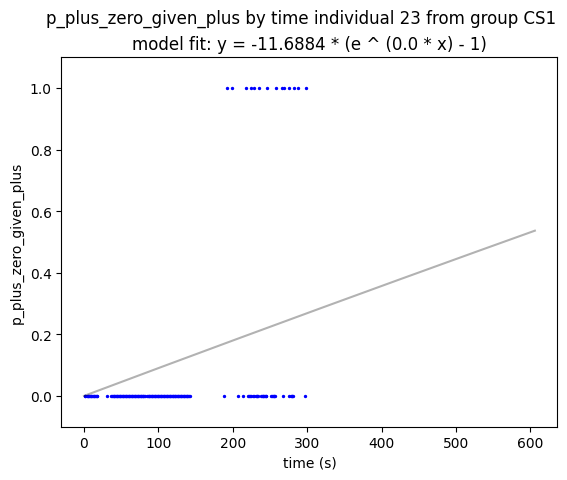 p_plus_zero_given_plus by time individual 23 from group CS1
model fit: y = -11.6884 * (e ^ (0.0 * x) - 1)
1.0
0.8
0.6
0.4
0.2
0.0
p_plus_zero_given_plus
0 100 200 300 400 500 600
time (s)